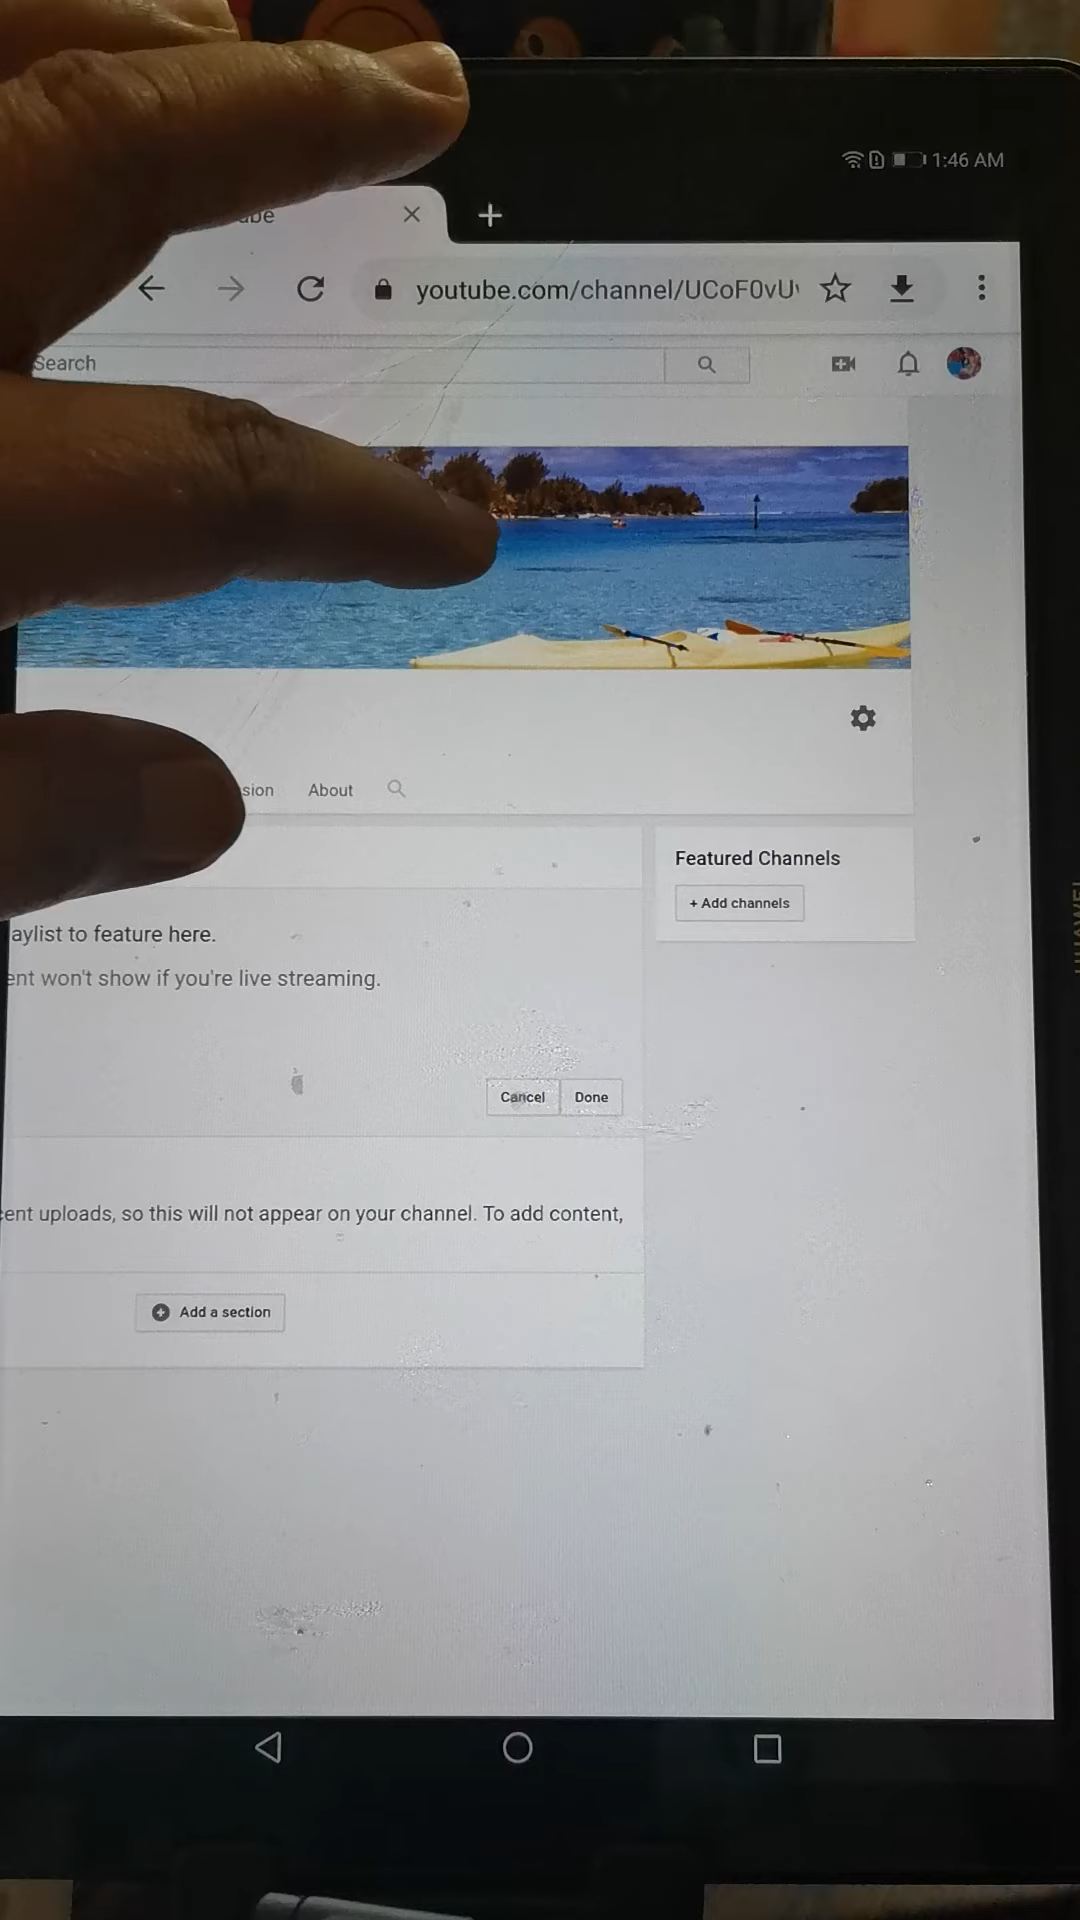 1:46 AM
youtube.com/channel/UCoF0vU
Search
sion About
Featured Channels
+ Add channels
aylist to feature here.
ent won't show if you're live streaming.
Cancel Done
cent uploads, so this will not appear on your channel. To add content,
Add a section
HUAWEI